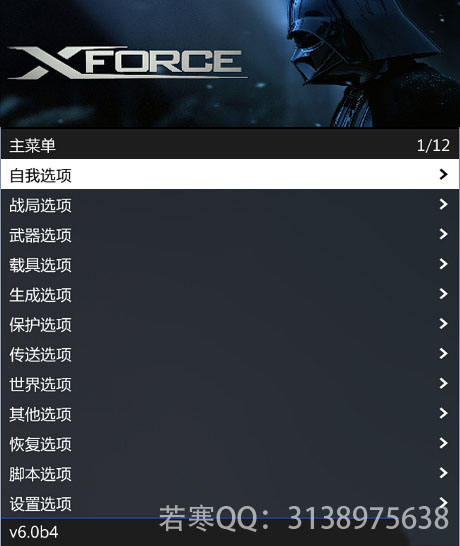 XFORCE
主菜单 1/12
自我选项
战局选项
武器选项
载具选项
生成选项
保护选项
传送选项
世界选项
其他选项
恢复选项
脚本选项
设置选项
若寒QQ：3138975638
v6.0b4